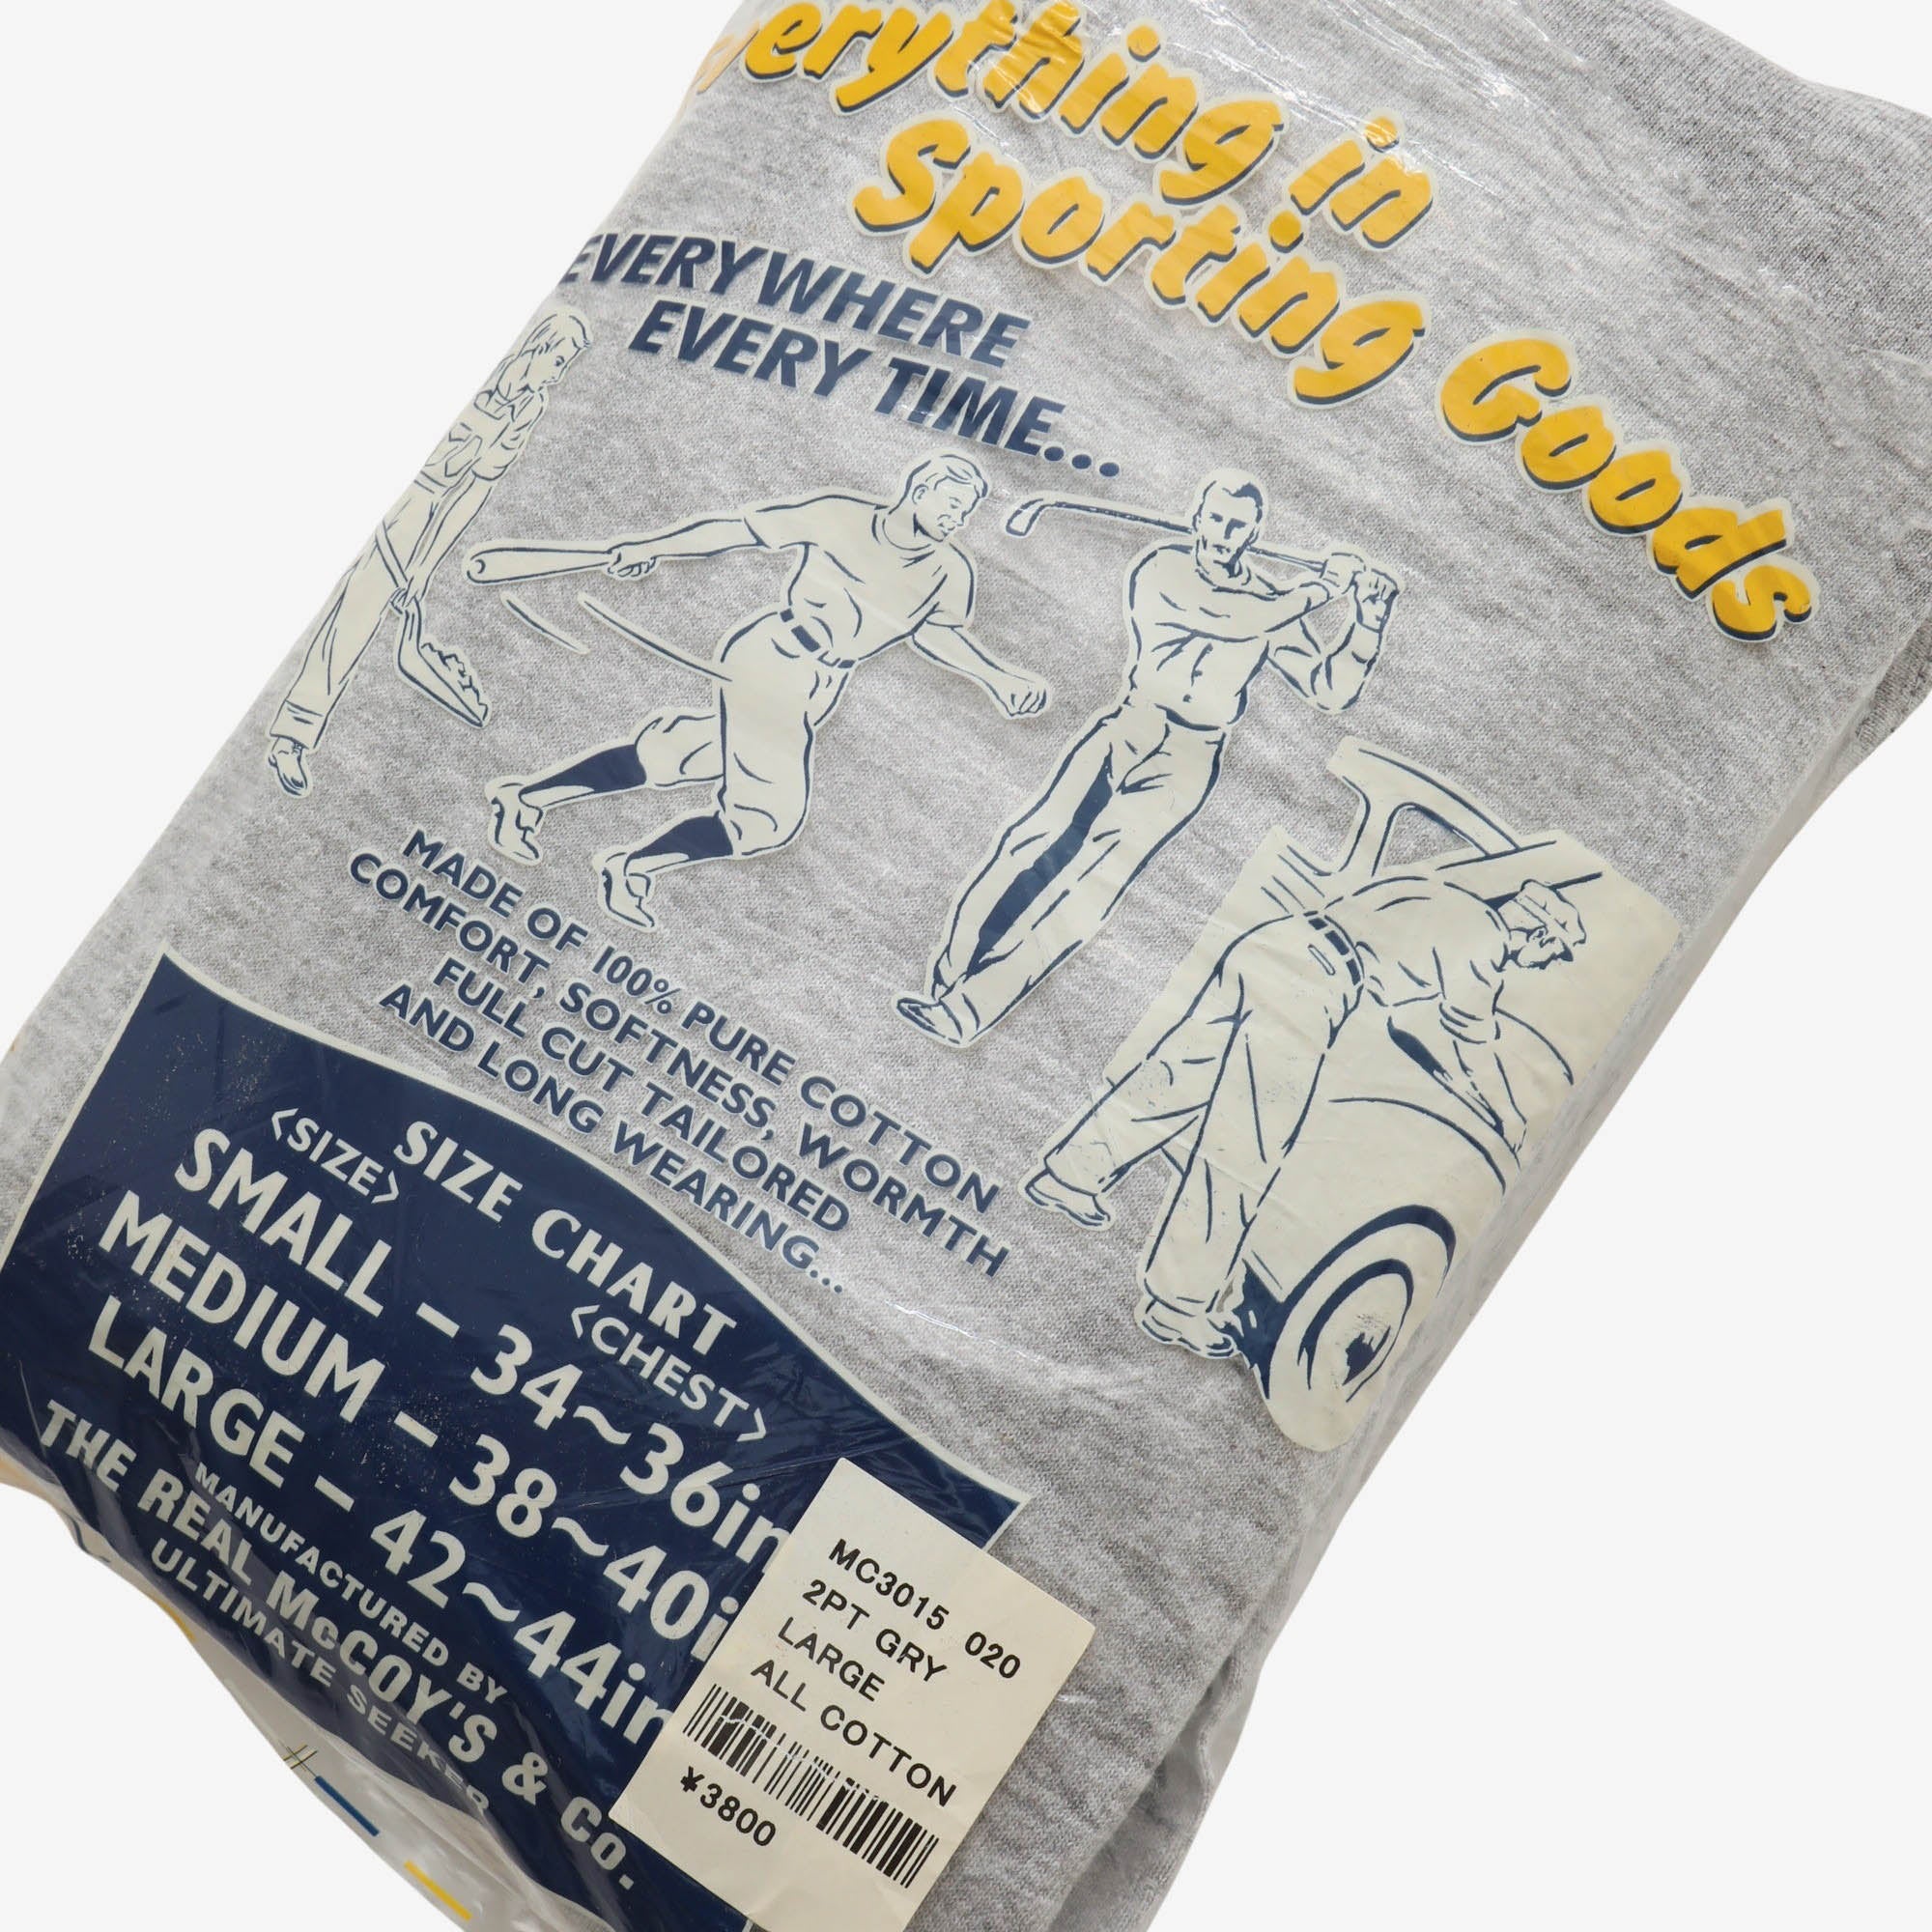 Everything in
Sporting Goods
EVERYWHERE
EVERY TIME...
MADE OF 100% PURE COTTON
COMFORT, SOFTNESS, WORMTH
FULL CUT TAILORED
AND LONG WEARING...
SIZE CHART
<SIZE> <CHEST>
SMALL – 34~36in
MEDIUM – 38~40i
LARGE – 42~44in
MANUFACTURED BY
THE REAL McCOY'S & CO.
ULTIMATE SEEKER
MC3015 020
2PT GRY
LARGE
ALL COTTON
¥3800